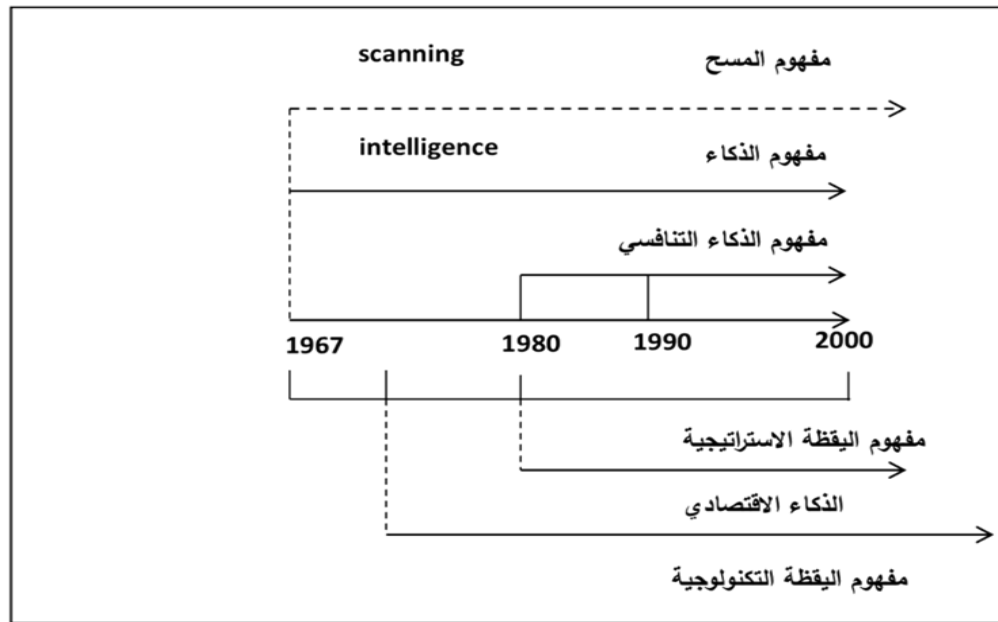 scanning مفهوم المسح
intelligence مفهوم الذكاء
مفهوم الذكاء التنافسي
1967 1980 1990 2000
مفهوم اليقظة الاستراتيجية
الذكاء الاقتصادي
مفهوم اليقظة التكنولوجية